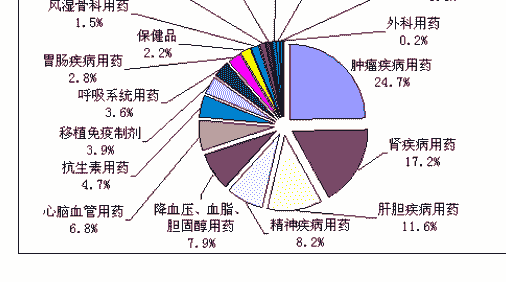 风湿骨科用药
1.5%
外科用药
0.2%
保健品
2.2%
胃肠疾病用药
2.8%
肿瘤疾病用药
24.7%
呼吸系统用药
3.6%
移植免疫制剂
3.9%
肾疾病用药
17.2%
抗生素用药
4.7%
心脑血管用药
6.8%
降血压、血脂、
胆固醇用药
7.9%
精神疾病用药
8.2%
肝胆疾病用药
11.6%